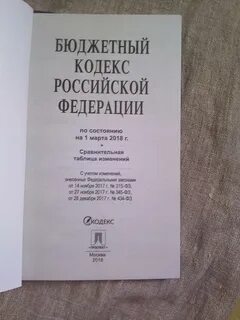 БЮДЖЕТНЫЙ
КОДЕКС
РОССИЙСКОЙ
ФЕДЕРАЦИИ
по состоянию
на 1 марта 2018 г.
•
Сравнительная
таблица изменений
С учетом изменений,
внесенных Федеральными законами
от 14 ноября 2017 г. № 315-ФЗ,
от 27 ноября 2017 г. № 345-ФЗ,
от 28 декабря 2017 г. № 434-ФЗ
КОДЕКС
ПРОСПЕКТ
Москва
2018